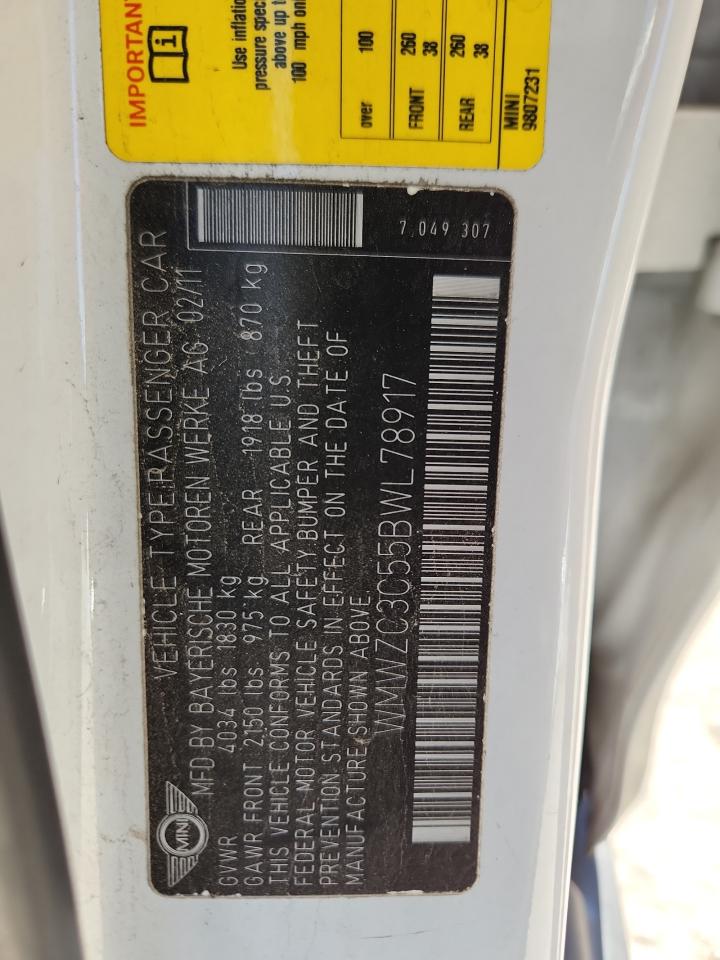 IMPORTAN
Use inflatio
pressure spec
above up t
100 mph onl
over 100
FRONT 260 38
REAR 260 38
MINI
9807231
7 049 307
VEHICLE TYPE:PASSENGER CAR
MFD BY BAYERISCHE MOTOREN WERKE AG 02/11
GVWR 4034 lbs 1830 kg
GAWR FRONT 2150 lbs 975 kg REAR 1918 lbs 870 kg
THIS VEHICLE CONFORMS TO ALL APPLICABLE U.S.
FEDERAL MOTOR VEHICLE SAFETY BUMPER AND THEFT
PREVENTION STANDARDS IN EFFECT ON THE DATE OF
MANUFACTURE SHOWN ABOVE.
WMWZC3C55BWL78917
MINI